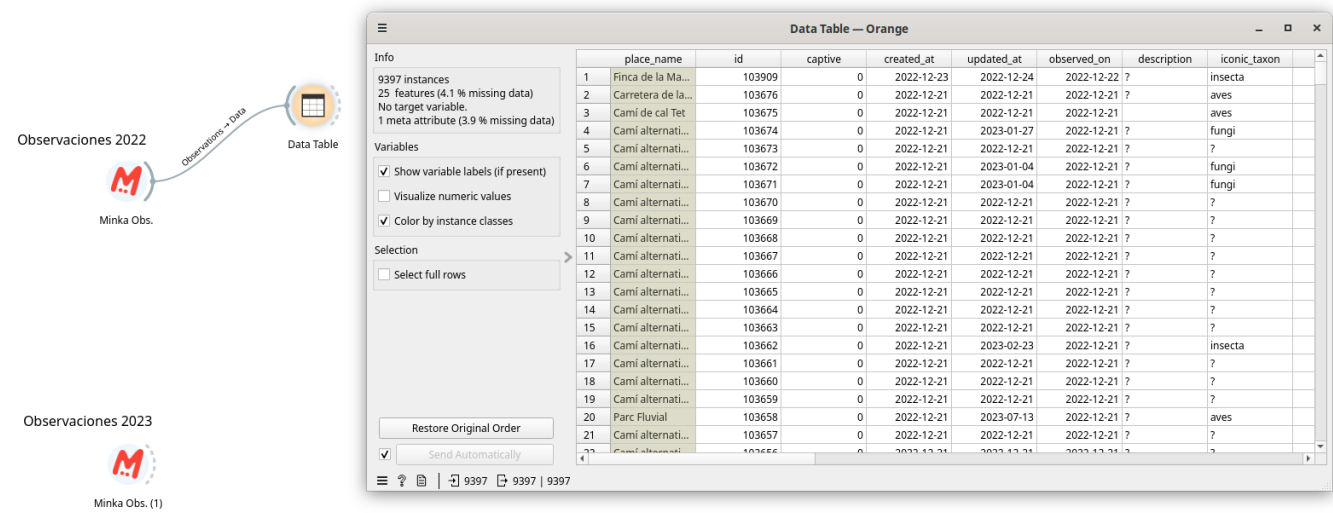 Observaciones 2022
Minka Obs.
Observations → Data
Data Table
Observaciones 2023
Minka Obs. (1)
Data Table — Orange
Info
9397 instances
25 features (4.1 % missing data)
No target variable.
1 meta attribute (3.9 % missing data)
Variables
Show variable labels (if present)
Visualize numeric values
Color by instance classes
Selection
Select full rows
Restore Original Order
Send Automatically
9397 9397 | 9397
place_name id captive created_at updated_at observed_on description iconic_taxon
1 Finca de la Ma... 103909 0 2022-12-23 2022-12-24 2022-12-22 ? insecta
2 Carretera de la... 103676 0 2022-12-21 2022-12-21 2022-12-21 ? aves
3 Camí de cal Tet 103675 0 2022-12-21 2022-12-21 2022-12-21 aves
4 Camí alternati... 103674 0 2022-12-21 2023-01-27 2022-12-21 ? fungi
5 Camí alternati... 103673 0 2022-12-21 2022-12-21 2022-12-21 ? ?
6 Camí alternati... 103672 0 2022-12-21 2023-01-04 2022-12-21 ? fungi
7 Camí alternati... 103671 0 2022-12-21 2023-01-04 2022-12-21 ? fungi
8 Camí alternati... 103670 0 2022-12-21 2022-12-21 2022-12-21 ? ?
9 Camí alternati... 103669 0 2022-12-21 2022-12-21 2022-12-21 ? ?
10 Camí alternati... 103668 0 2022-12-21 2022-12-21 2022-12-21 ? ?
11 Camí alternati... 103667 0 2022-12-21 2022-12-21 2022-12-21 ? ?
12 Camí alternati... 103666 0 2022-12-21 2022-12-21 2022-12-21 ? ?
13 Camí alternati... 103665 0 2022-12-21 2022-12-21 2022-12-21 ? ?
14 Camí alternati... 103664 0 2022-12-21 2022-12-21 2022-12-21 ? ?
15 Camí alternati... 103663 0 2022-12-21 2022-12-21 2022-12-21 ? ?
16 Camí alternati... 103662 0 2022-12-21 2023-02-23 2022-12-21 ? insecta
17 Camí alternati... 103661 0 2022-12-21 2022-12-21 2022-12-21 ? ?
18 Camí alternati... 103660 0 2022-12-21 2022-12-21 2022-12-21 ? ?
19 Camí alternati... 103659 0 2022-12-21 2022-12-21 2022-12-21 ? ?
20 Parc Fluvial 103658 0 2022-12-21 2023-07-13 2022-12-21 ? aves
21 Camí alternati... 103657 0 2022-12-21 2022-12-21 2022-12-21 ? ?